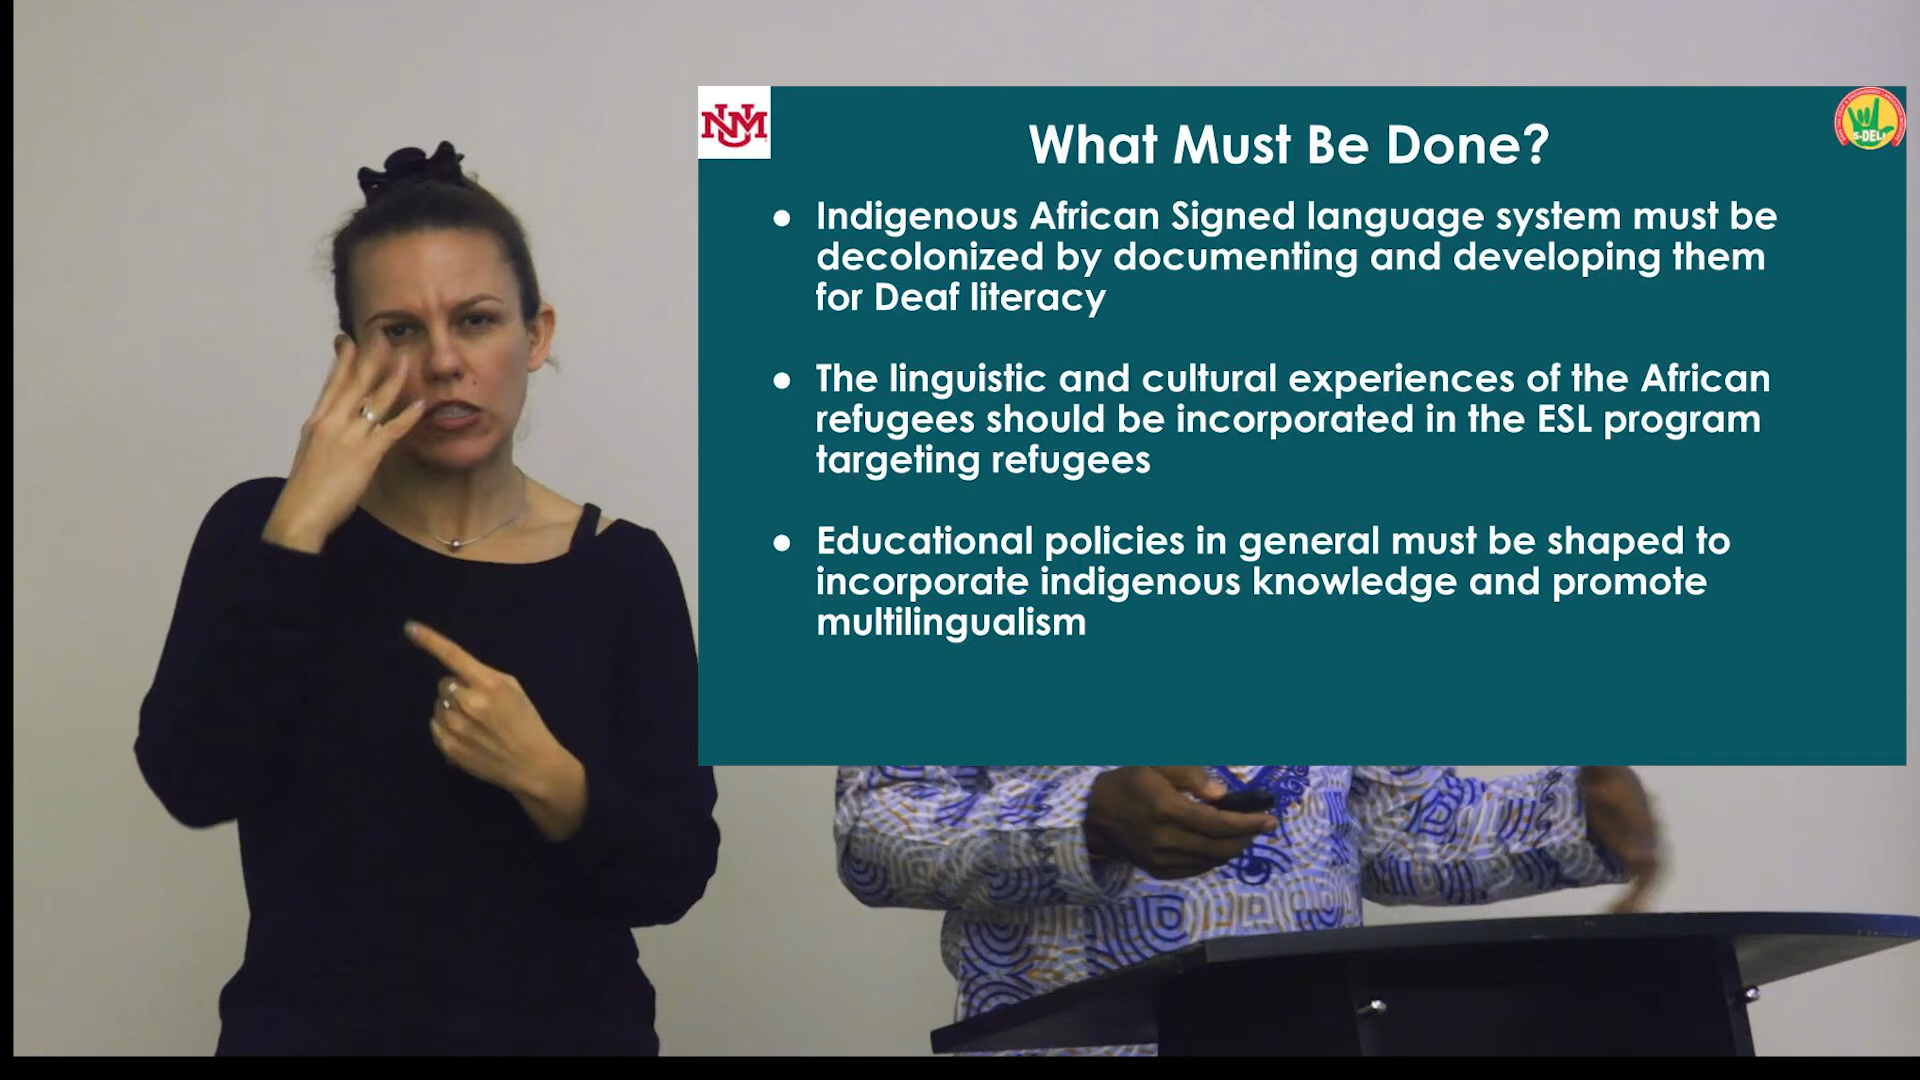 UNM
What Must Be Done?
S-DELI
● Indigenous African Signed language system must be
decolonized by documenting and developing them
for Deaf literacy
● The linguistic and cultural experiences of the African
refugees should be incorporated in the ESL program
targeting refugees
● Educational policies in general must be shaped to
incorporate indigenous knowledge and promote
multilingualism